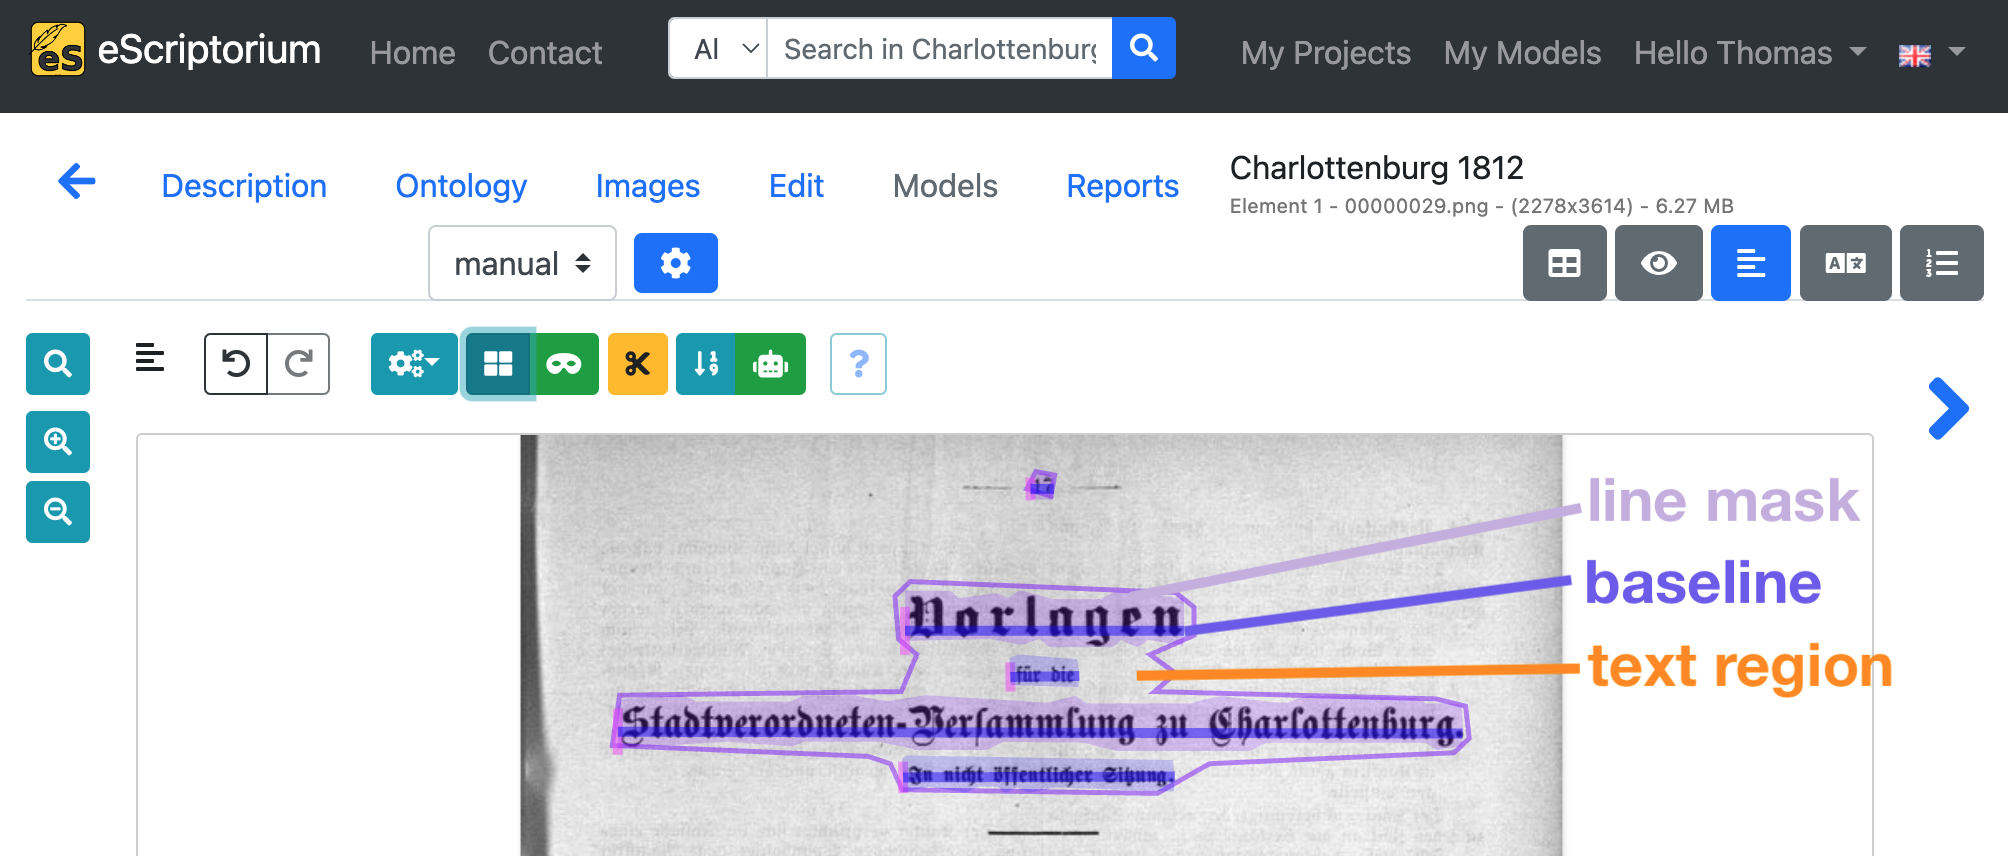 eScriptorium
Home
Contact
Al
Search in Charlottenburg
My Projects
My Models
Hello Thomas
Description
Ontology
Images
Edit
Models
Reports
Charlottenburg 1812
Element 1 - 00000029.png - (2278x3614) - 6.27 MB
manual
17
line mask
Vorlagen
baseline
für die
text region
Stadtverordneten-Verſammlung zu Charlottenburg.
In nicht öffentlicher Sitzung.